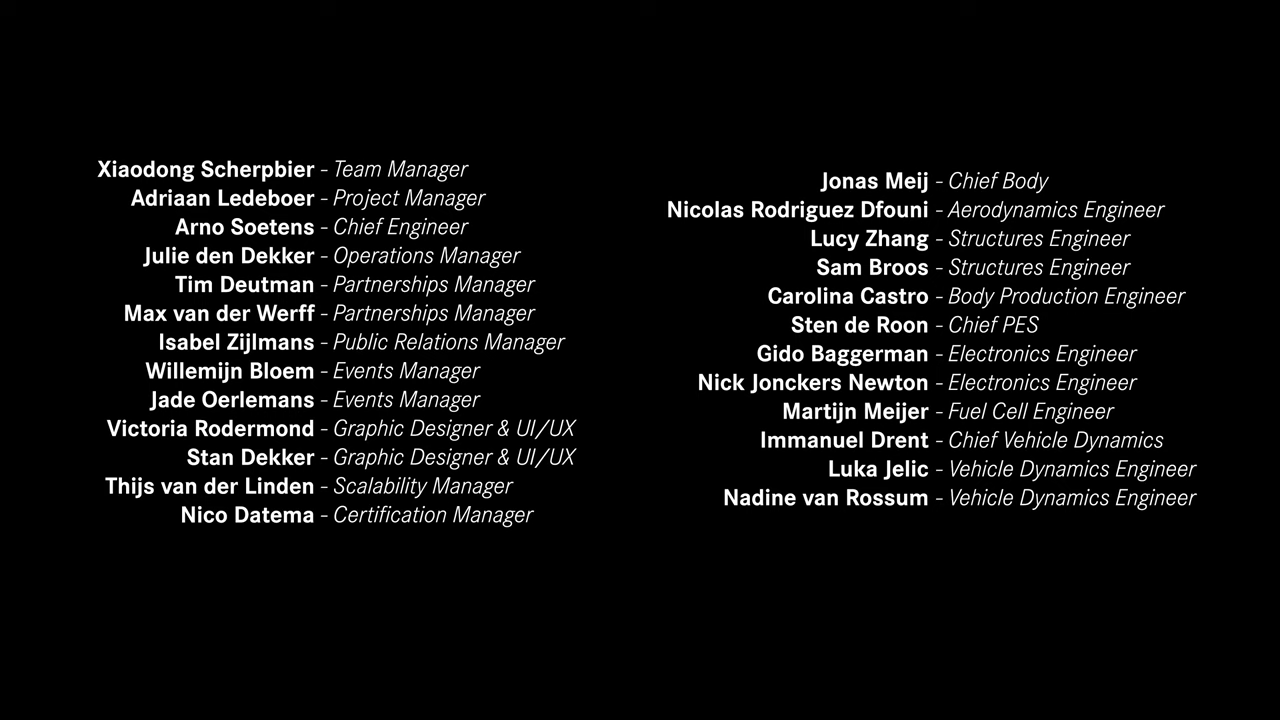 Xiaodong Scherpbier - Team Manager
Adriaan Ledeboer - Project Manager
Arno Soetens - Chief Engineer
Julie den Dekker - Operations Manager
Tim Deutman - Partnerships Manager
Max van der Werff - Partnerships Manager
Isabel Zijlmans - Public Relations Manager
Willemijn Bloem - Events Manager
Jade Oerlemans - Events Manager
Victoria Rodermond - Graphic Designer & UI/UX
Stan Dekker - Graphic Designer & UI/UX
Thijs van der Linden - Scalability Manager
Nico Datema - Certification Manager
Jonas Meij - Chief Body
Nicolas Rodriguez Dfouni - Aerodynamics Engineer
Lucy Zhang - Structures Engineer
Sam Broos - Structures Engineer
Carolina Castro - Body Production Engineer
Sten de Roon - Chief PES
Gido Baggerman - Electronics Engineer
Nick Jonckers Newton - Electronics Engineer
Martijn Meijer - Fuel Cell Engineer
Immanuel Drent - Chief Vehicle Dynamics
Luka Jelic - Vehicle Dynamics Engineer
Nadine van Rossum - Vehicle Dynamics Engineer